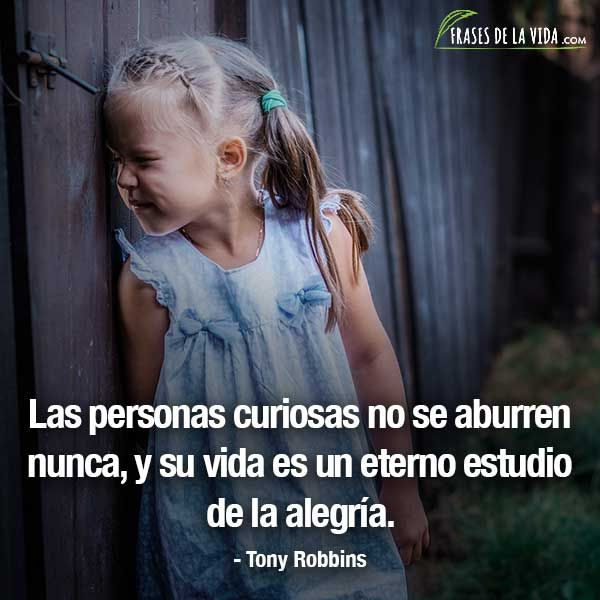 FRASES DE LA VIDA .COM
Las personas curiosas no se aburren
nunca, y su vida es un eterno estudio
de la alegría.
- Tony Robbins